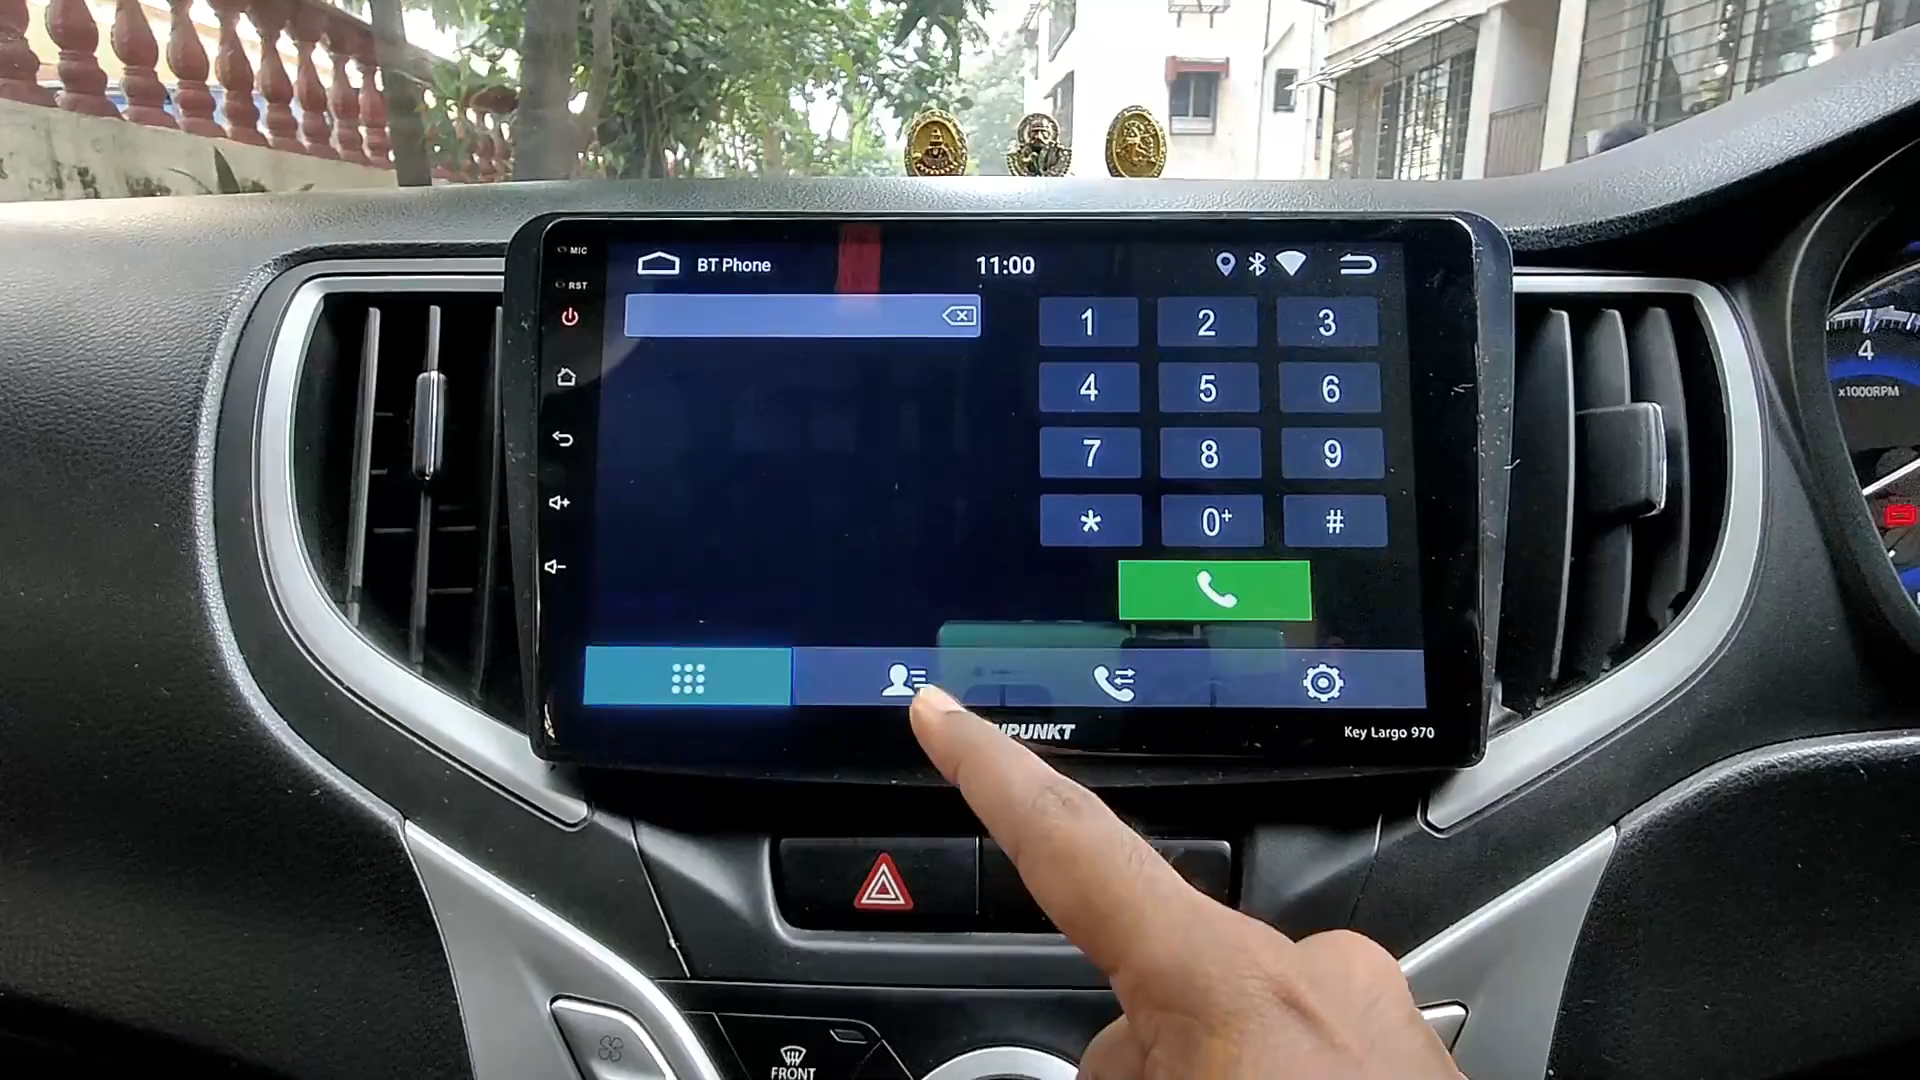 MIC
RST
BT Phone
11:00
1 2 3
4 5 6
7 8 9
* 0+ #
UPUNKT
Key Largo 970
4
x1000RPM
FRONT